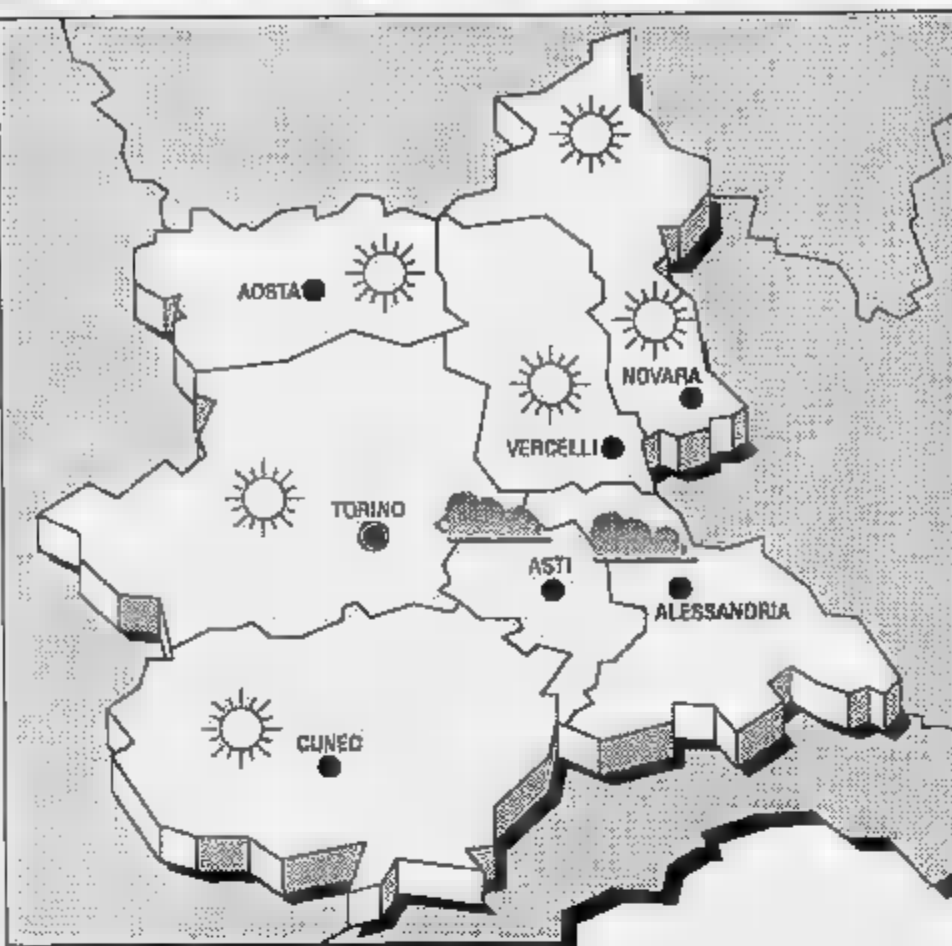 AOSTA
NOVARA
VERCELLI
TORINO
ASTI
ALESSANDRIA
CUNEO